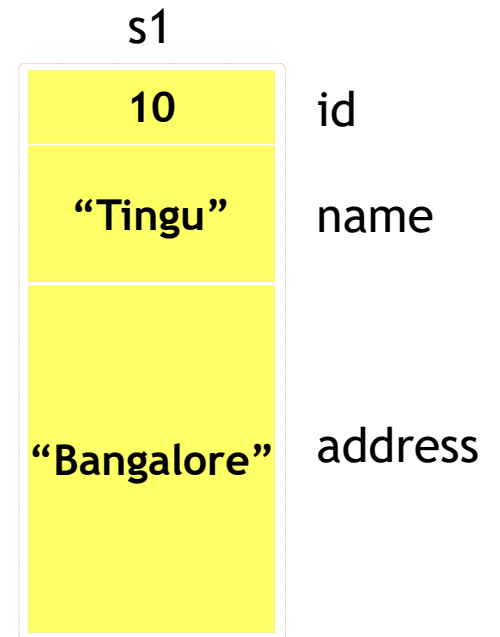 s1
10 id
“Tingu” name
“Bangalore” address